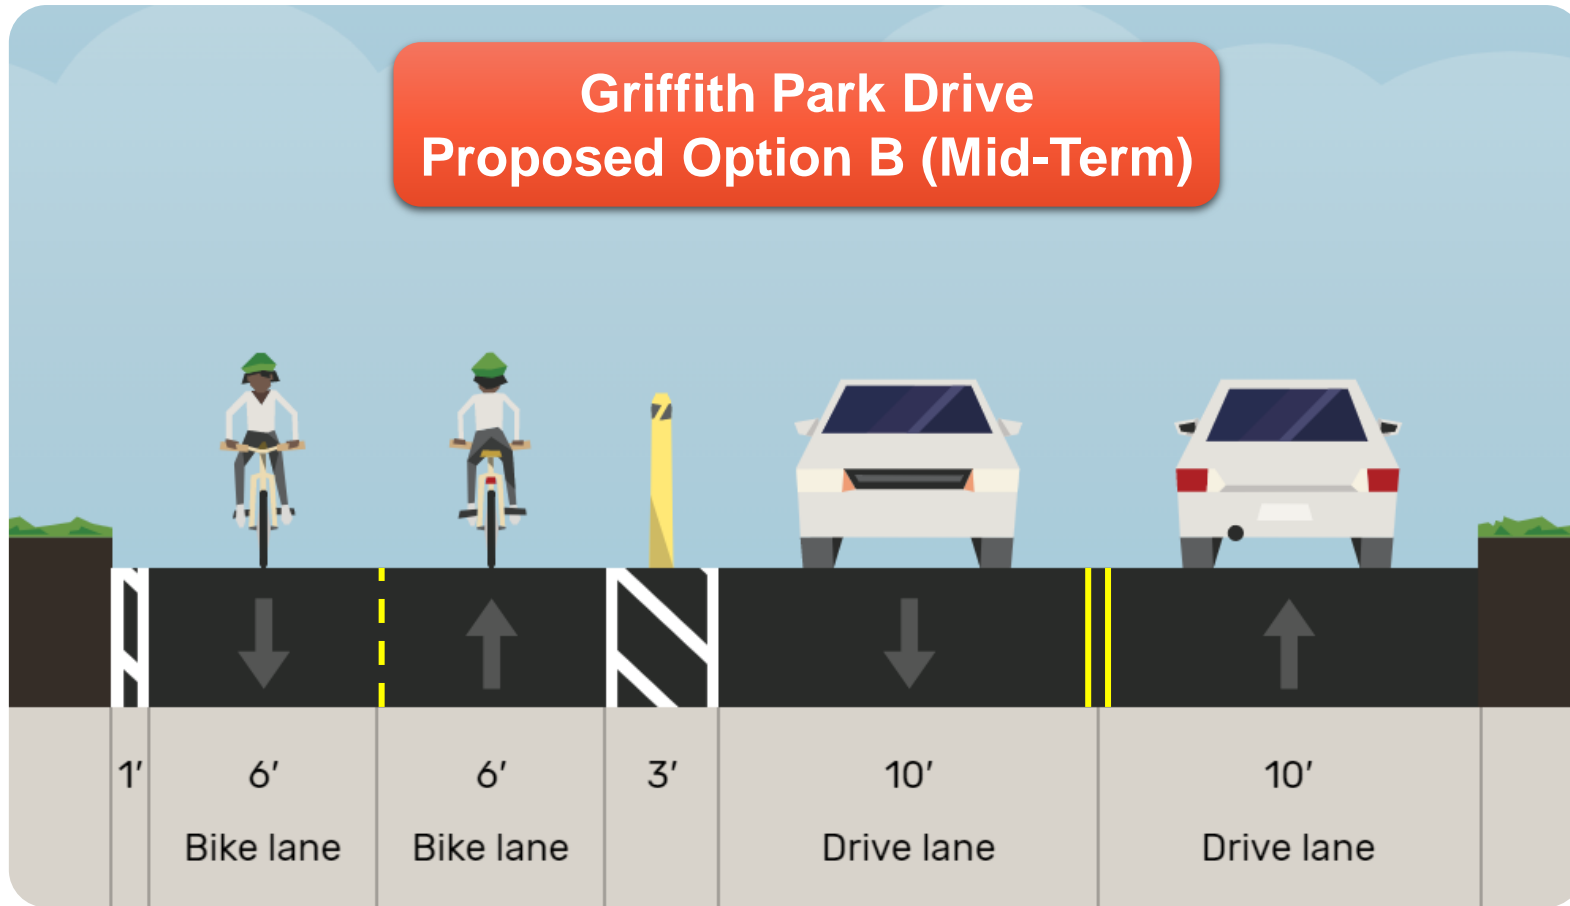 Griffith Park Drive
Proposed Option B (Mid-Term)
1′ 6′ 6′ 3′ 10′ 10′
Bike lane Bike lane Drive lane Drive lane